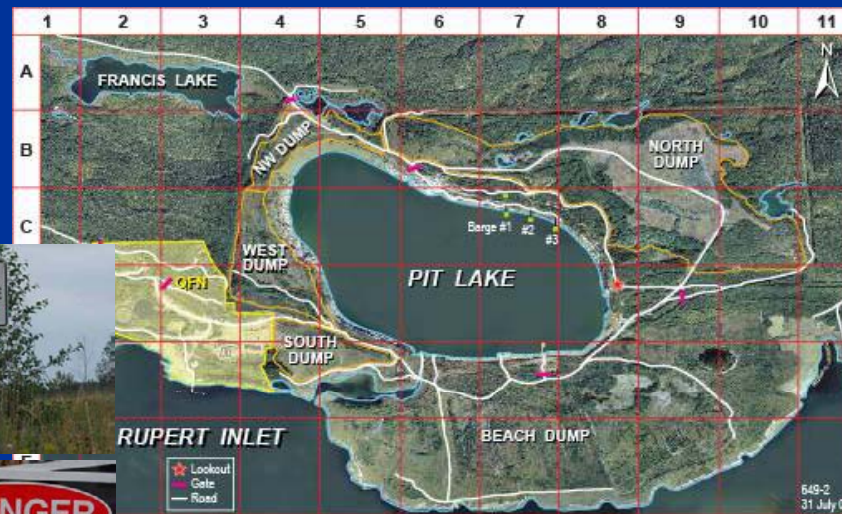 1 2 3 4 5 6 7 8 9 10 11
A
B
C
N
FRANCIS LAKE
NW DUMP
NORTH
DUMP
Barge #1
#2
#3
WEST
DUMP
PIT LAKE
QFN
SOUTH
DUMP
RUPERT INLET
BEACH DUMP
Lookout
Gate
Road
649-2
31 July
DANGER